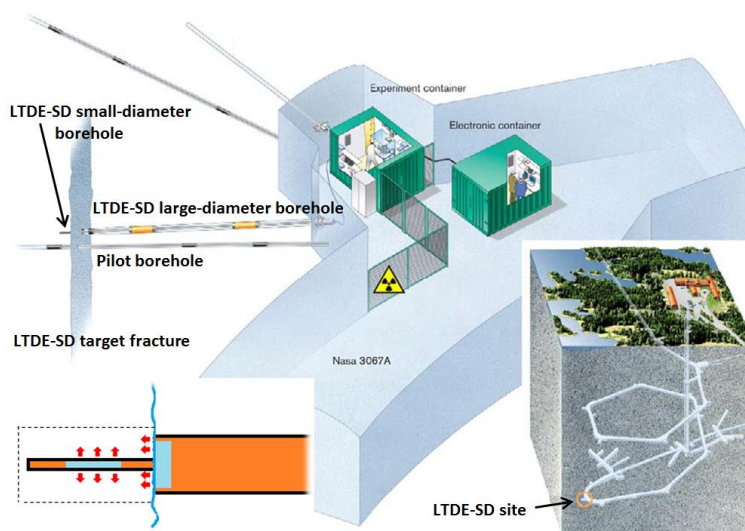 Experiment container
Electronic container
LTDE-SD small-diameter
borehole
LTDE-SD large-diameter borehole
Pilot borehole
LTDE-SD target fracture
Nasa 3067A
LTDE-SD site